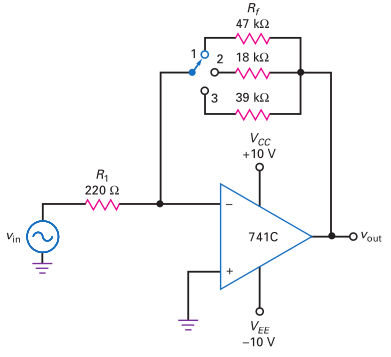 R_f
47 kΩ
1
2
18 kΩ
3
39 kΩ
V_CC
+10 V
R_1
220 Ω
−
741C
+
v_in
v_out
V_EE
−10 V